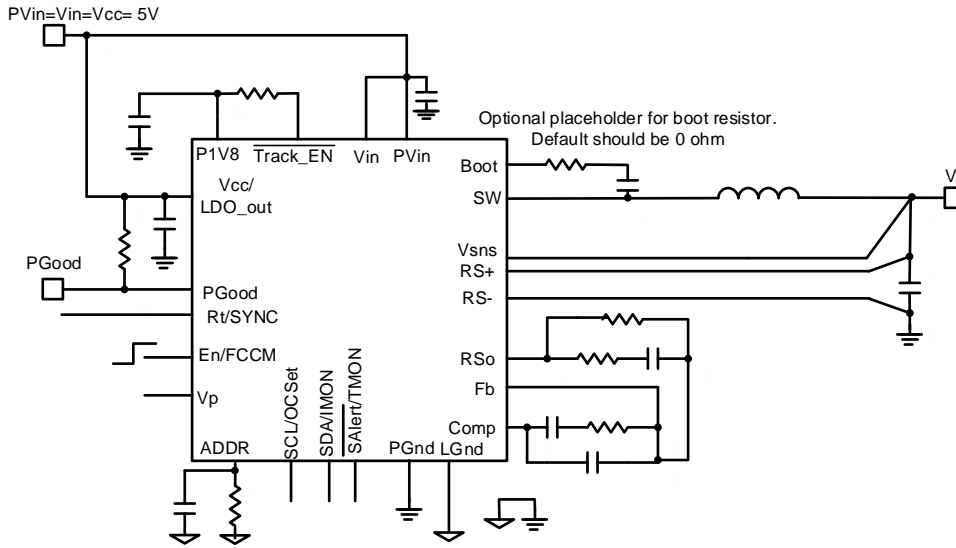 PVin=Vin=Vcc= 5V
Optional placeholder for boot resistor.
Default should be 0 ohm
P1V8
Track_EN
Vin
PVin
Boot
Vcc/
LDO_out
SW
V
Vsns
RS+
RS-
PGood
PGood
Rt/SYNC
En/FCCM
Vp
RSo
Fb
Comp
ADDR
SCL/OCSet
SDA/IMON
SAlert/TMON
PGnd
LGnd